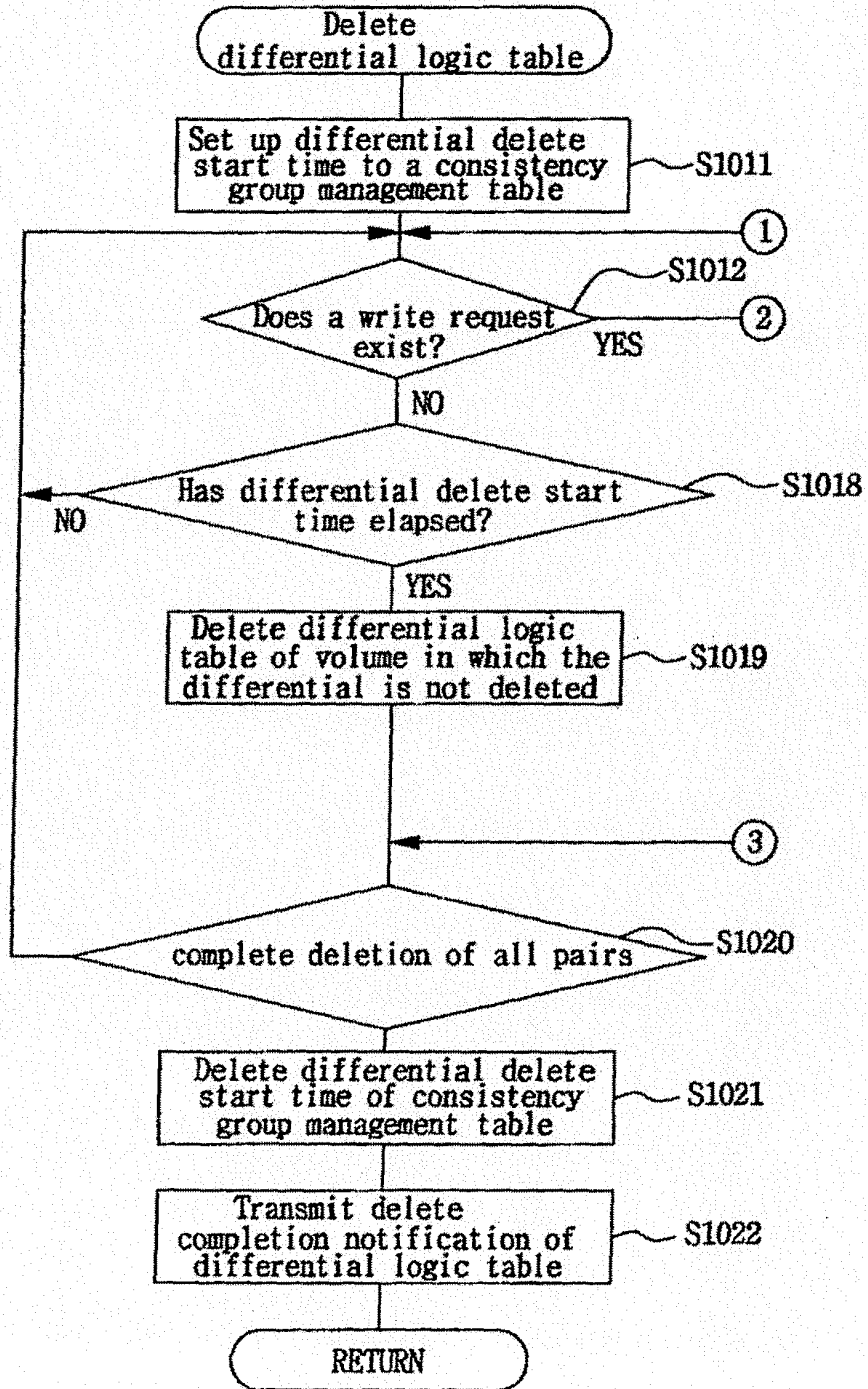 Delete
differential logic table
Set up differential delete
start time to a consistency
group management table
S1011
1
S1012
Does a write request
exist?
YES
2
NO
Has differential delete start
time elapsed?
S1018
NO
YES
Delete differential logic
table of volume in which the
differential is not deleted
S1019
3
complete deletion of all pairs
S1020
Delete differential delete
start time of consistency
group management table
S1021
Transmit delete
completion notification of
differential logic table
S1022
RETURN